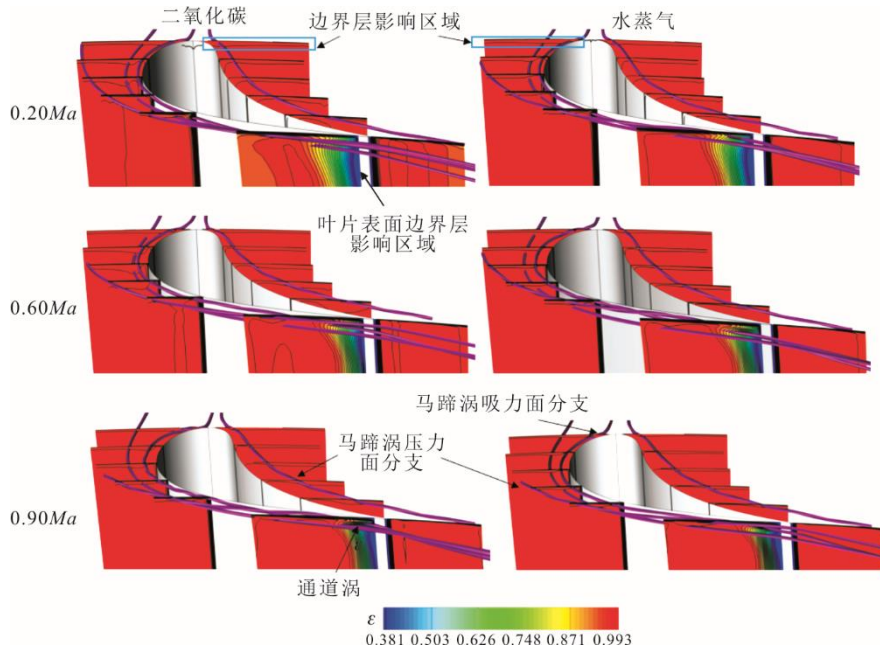 二氧化碳
边界层影响区域
水蒸气
0.20Ma
叶片表面边界层
影响区域
0.60Ma
马蹄涡吸力面分支
马蹄涡压力
面分支
0.90Ma
通道涡
ε
0.381 0.503 0.626 0.748 0.871 0.993